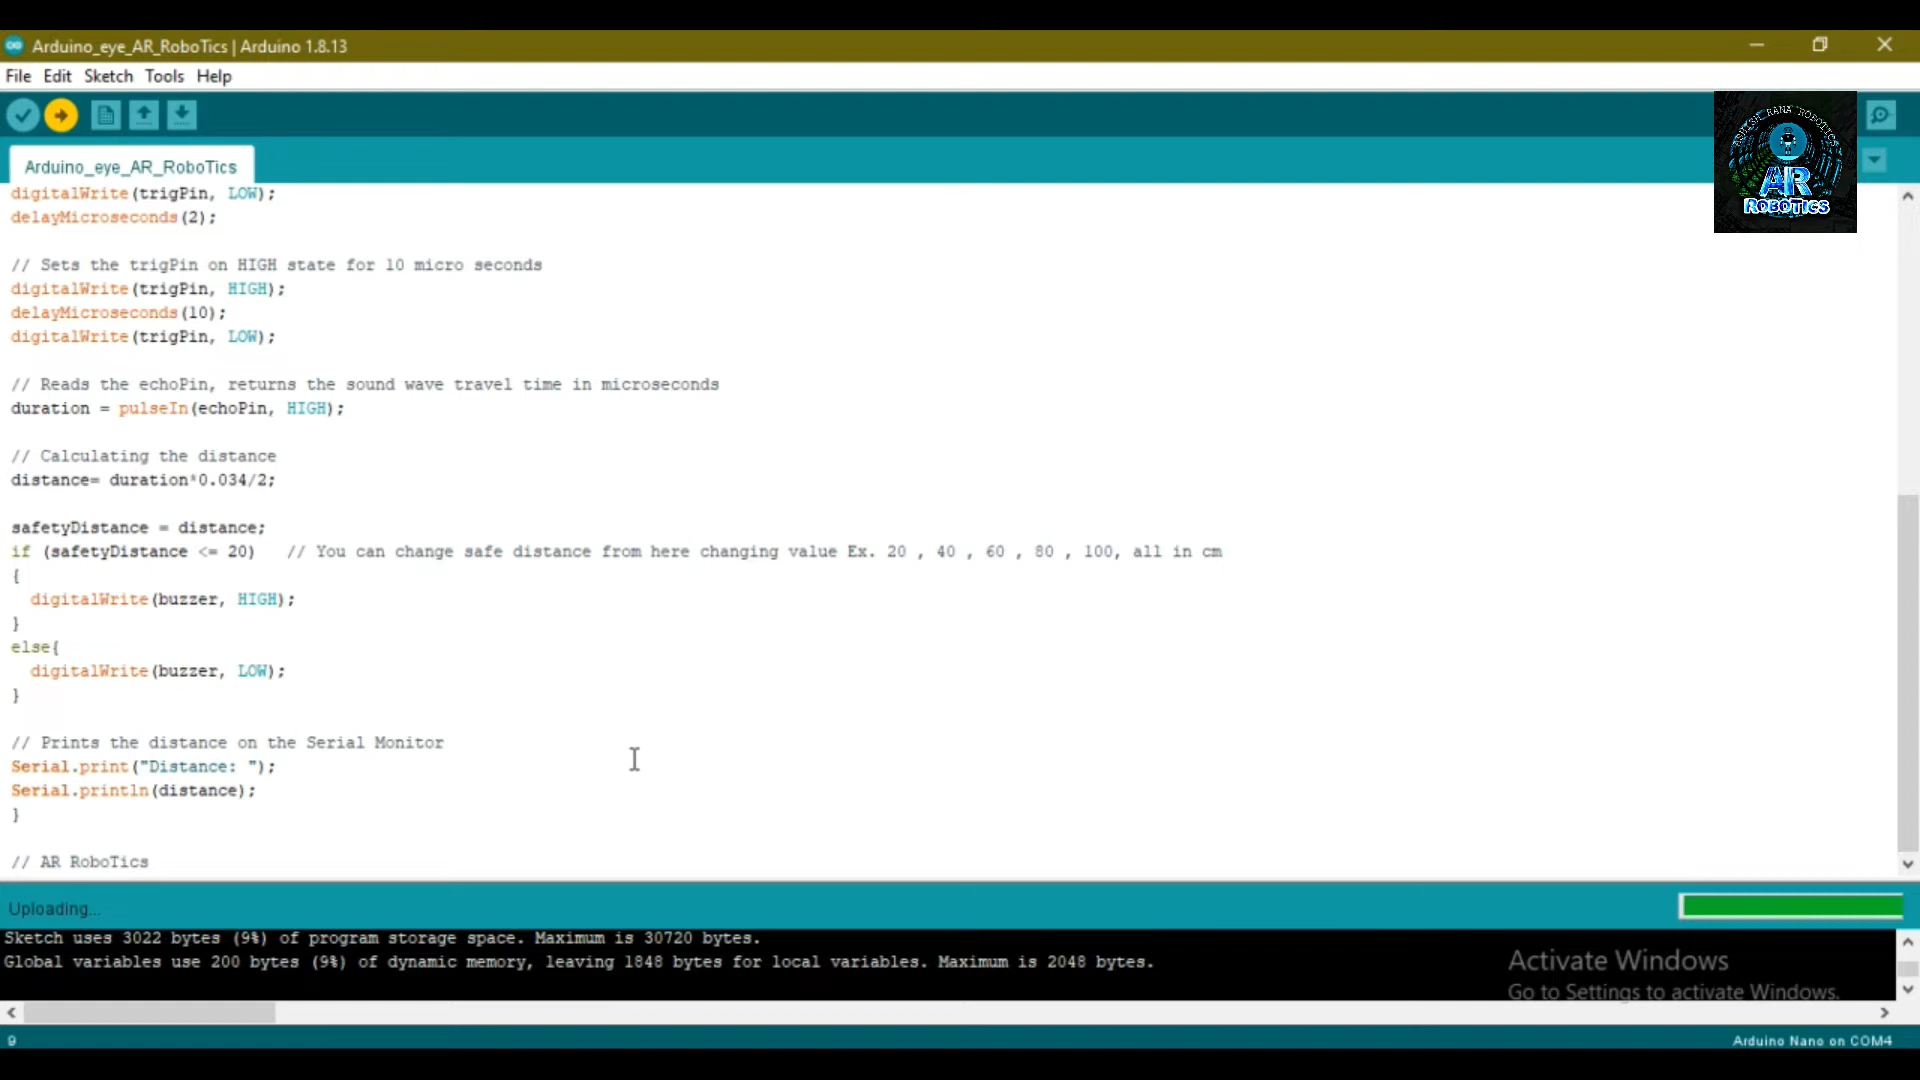 Arduino_eye_AR_RoboTics | Arduino 1.8.13
File Edit Sketch Tools Help
Arduino_eye_AR_RoboTics
RANA ROBOTICS
AR
ROBOTICS
digitalWrite(trigPin, LOW);
delayMicroseconds(2);
// Sets the trigPin on HIGH state for 10 micro seconds
digitalWrite(trigPin, HIGH);
delayMicroseconds(10);
digitalWrite(trigPin, LOW);
// Reads the echoPin, returns the sound wave travel time in microseconds
duration = pulseIn(echoPin, HIGH);
// Calculating the distance
distance= duration*0.034/2;
safetyDistance = distance;
if (safetyDistance <= 20)   // You can change safe distance from here changing value Ex. 20 , 40 , 60 , 80 , 100, all in cm
{
  digitalWrite(buzzer, HIGH);
}
else{
  digitalWrite(buzzer, LOW);
}
// Prints the distance on the Serial Monitor
Serial.print("Distance: ");
Serial.println(distance);
}
// AR RoboTics
Uploading...
Sketch uses 3022 bytes (9%) of program storage space. Maximum is 30720 bytes.
Global variables use 200 bytes (9%) of dynamic memory, leaving 1848 bytes for local variables. Maximum is 2048 bytes.
Activate Windows
Go to Settings to activate Windows.
9
Arduino Nano on COM4